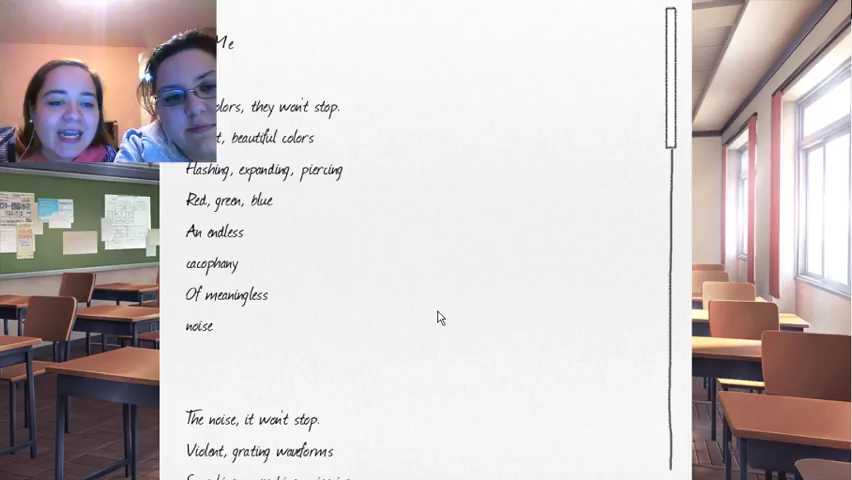 Me
olors, they won't stop.
t, beautiful colors
Flashing, expanding, piercing
Red, green, blue
An endless
cacophany
Of meaningless
noise
The noise, it won't stop.
Violent, grating waveforms